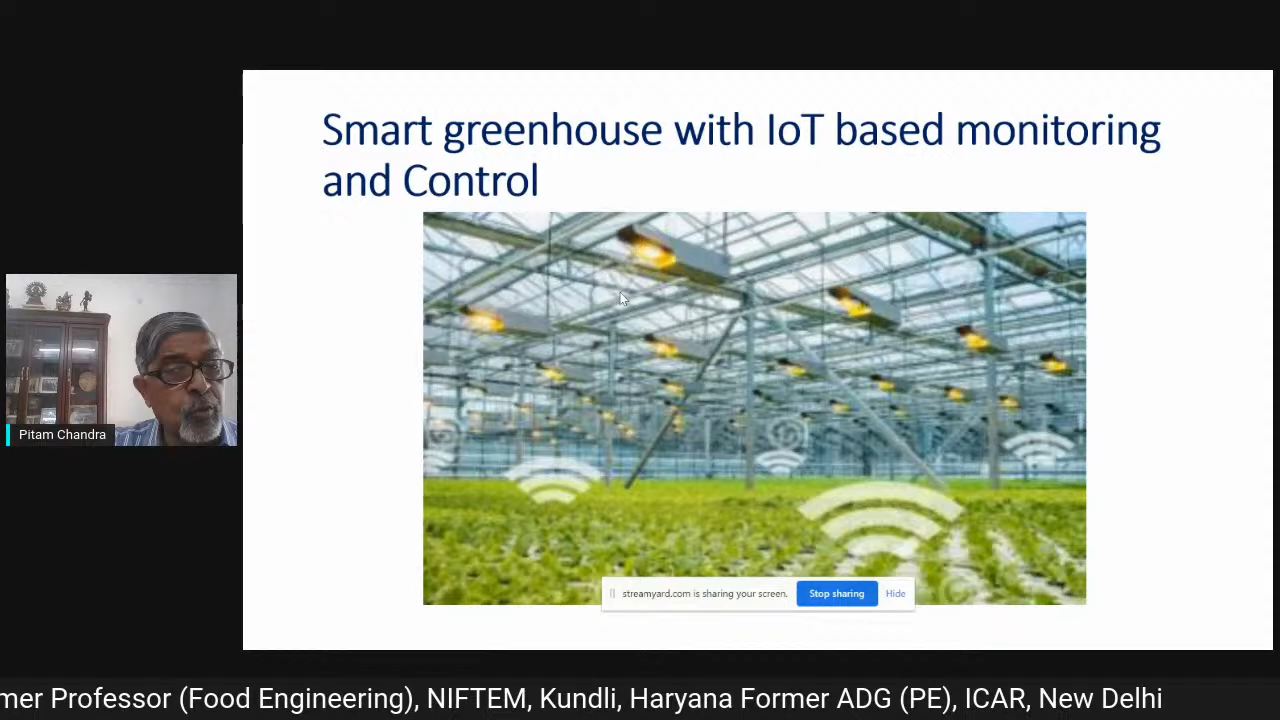 Smart greenhouse with IoT based monitoring
and Control
Pitam Chandra
streamyard.com is sharing your screen.
Stop sharing
Hide
mer Professor (Food Engineering), NIFTEM, Kundli, Haryana Former ADG (PE), ICAR, New Delhi